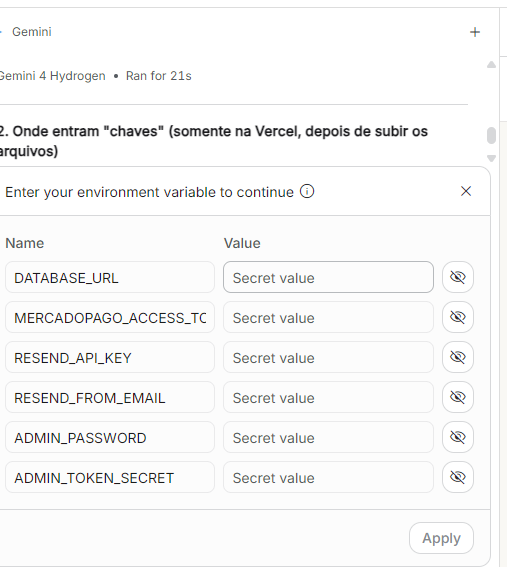 Gemini
Gemini 4 Hydrogen • Ran for 21s
2. Onde entram "chaves" (somente na Vercel, depois de subir os
arquivos)
Enter your environment variable to continue
Name Value
DATABASE_URL Secret value
MERCADOPAGO_ACCESS_TO Secret value
RESEND_API_KEY Secret value
RESEND_FROM_EMAIL Secret value
ADMIN_PASSWORD Secret value
ADMIN_TOKEN_SECRET Secret value
Apply